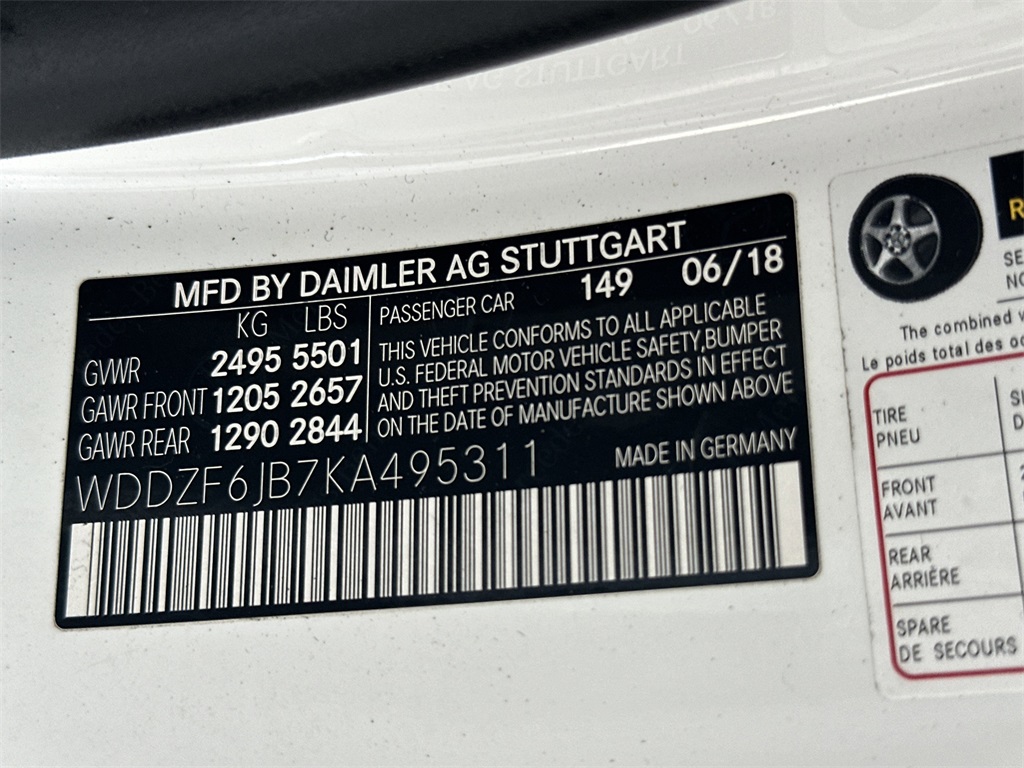 MFD BY DAIMLER AG STUTTGART
KG LBS
GVWR 2495 5501
GAWR FRONT 1205 2657
GAWR REAR 1290 2844
PASSENGER CAR 149 06/18
THIS VEHICLE CONFORMS TO ALL APPLICABLE
U.S. FEDERAL MOTOR VEHICLE SAFETY,BUMPER
AND THEFT PREVENTION STANDARDS IN EFFECT
ON THE DATE OF MANUFACTURE SHOWN ABOVE
WDDZF6JB7KA495311
MADE IN GERMANY
The combined
Le poids total des
TIRE
PNEU
FRONT
AVANT
REAR
ARRIÈRE
SPARE
DE SECOURS